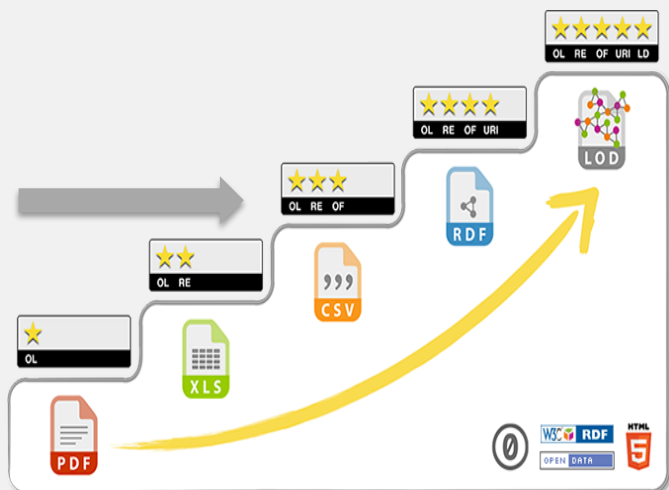 OL RE OF URI LD
LOD
OL RE OF URI
RDF
OL RE OF
,,,
CSV
OL RE
XLS
OL
PDF
0
W3C RDF
OPEN DATA
HTML
5